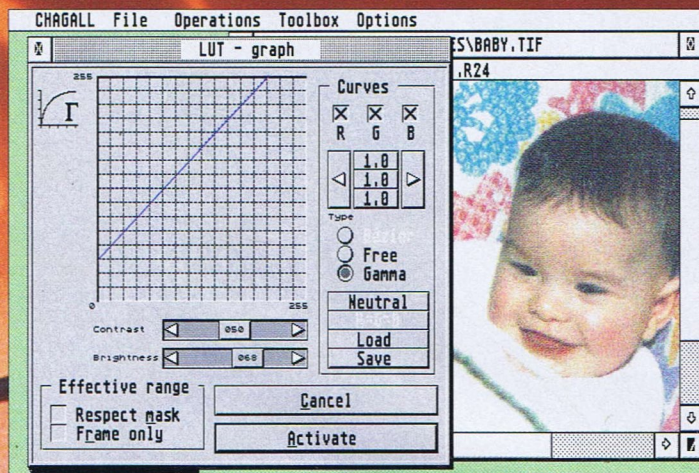 CHAGALL File Operations Toolbox Options
LUT - graph
ES\BABY.TIF
.R24
255
Γ
0
255
Curves
R G B
1.0
1.0
1.0
Type
Bézier
Free
Gamma
Neutral
Load
Save
Contrast 050
Brightness 068
Effective range
Respect mask
Frame only
Cancel
Activate